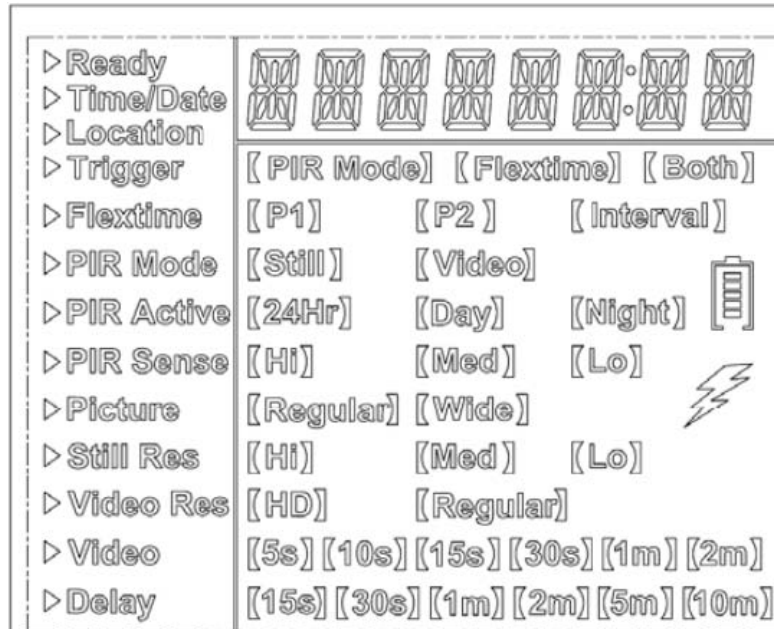 Ready
Time/Date
Location
Trigger 【PIR Mode】 【Flextime】 【Both】
Flextime 【P1】 【P2】 【Interval】
PIR Mode 【Still】 【Video】
PIR Active 【24Hr】 【Day】 【Night】
PIR Sense 【Hi】 【Med】 【Lo】
Picture 【Regular】 【Wide】
Still Res 【Hi】 【Med】 【Lo】
Video Res 【HD】 【Regular】
Video 【5s】 【10s】 【15s】 【30s】 【1m】 【2m】
Delay 【15s】 【30s】 【1m】 【2m】 【5m】 【10m】